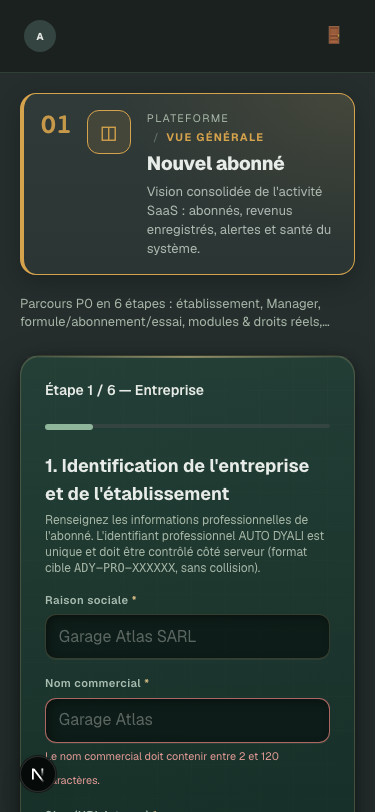 A
01
PLATEFORME
/ VUE GÉNÉRALE
Nouvel abonné
Vision consolidée de l'activité
SaaS : abonnés, revenus
enregistrés, alertes et santé du
système.
Parcours P0 en 6 étapes : établissement, Manager,
formule/abonnement/essai, modules & droits réels,…
Étape 1 / 6 — Entreprise
1. Identification de l'entreprise
et de l'établissement
Renseignez les informations professionnelles de
l'abonné. L'identifiant professionnel AUTO DYALI est
unique et doit être contrôlé côté serveur (format
cible ADY-PRO-XXXXXX, sans collision).
Raison sociale *
Garage Atlas SARL
Nom commercial *
Garage Atlas
Le nom commercial doit contenir entre 2 et 120
N